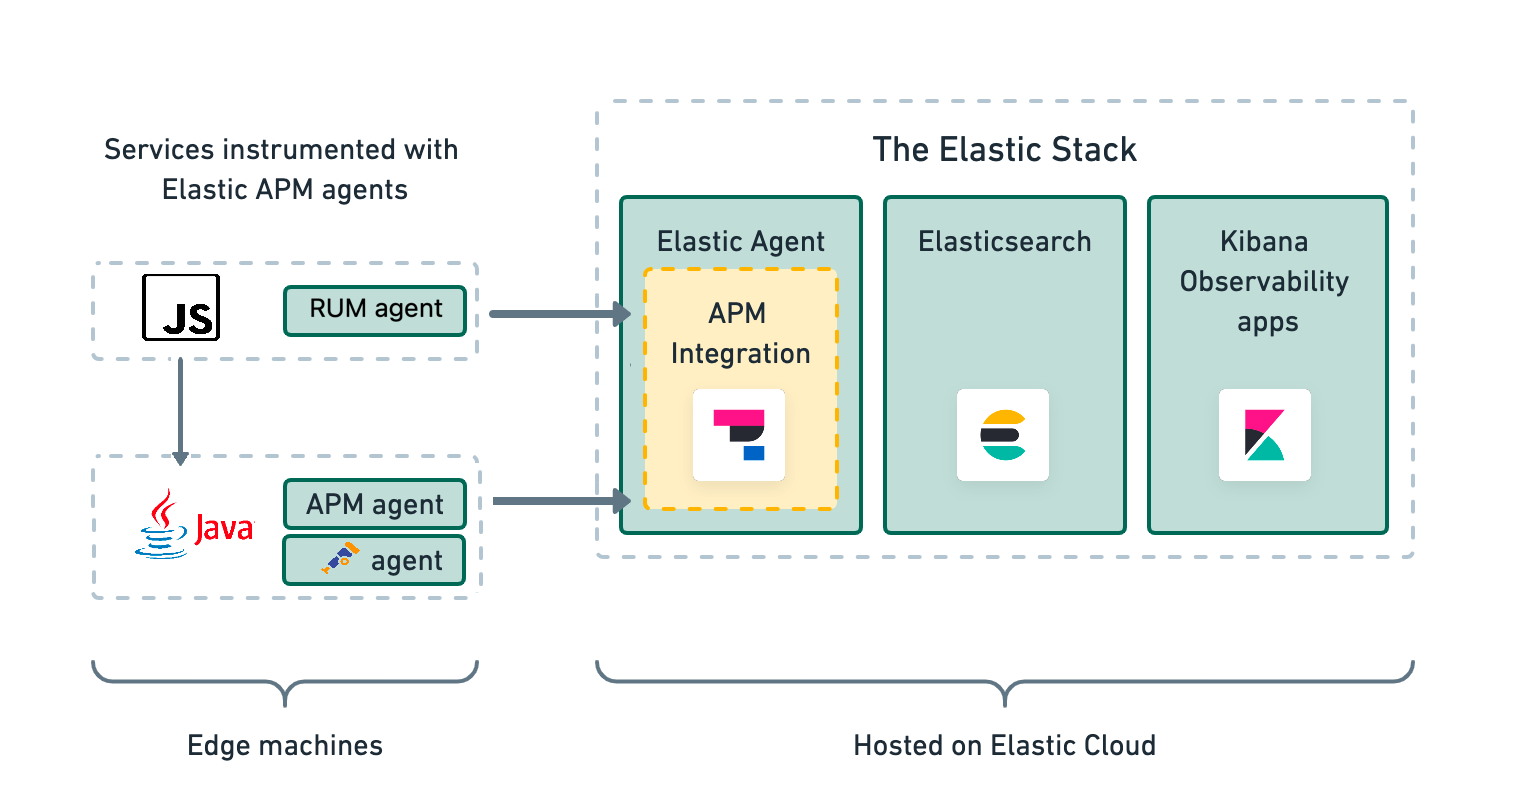 Services instrumented with
Elastic APM agents
JS
RUM agent
Java
APM agent
agent
Edge machines
The Elastic Stack
Elastic Agent
APM
Integration
Elasticsearch
Kibana
Observability
apps
Hosted on Elastic Cloud